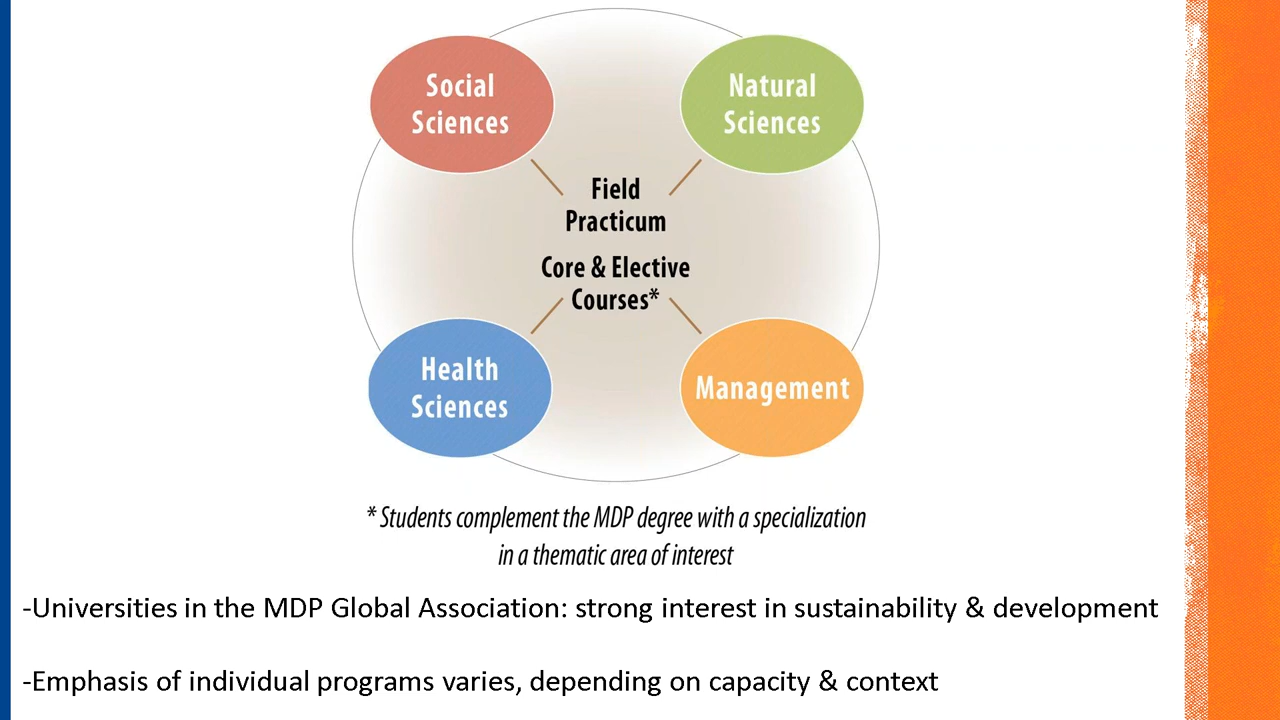 Social
Sciences
Natural
Sciences
Field
Practicum
Core & Elective
Courses*
Health
Sciences
Management
* Students complement the MDP degree with a specialization
in a thematic area of interest
-Universities in the MDP Global Association: strong interest in sustainability & development
-Emphasis of individual programs varies, depending on capacity & context